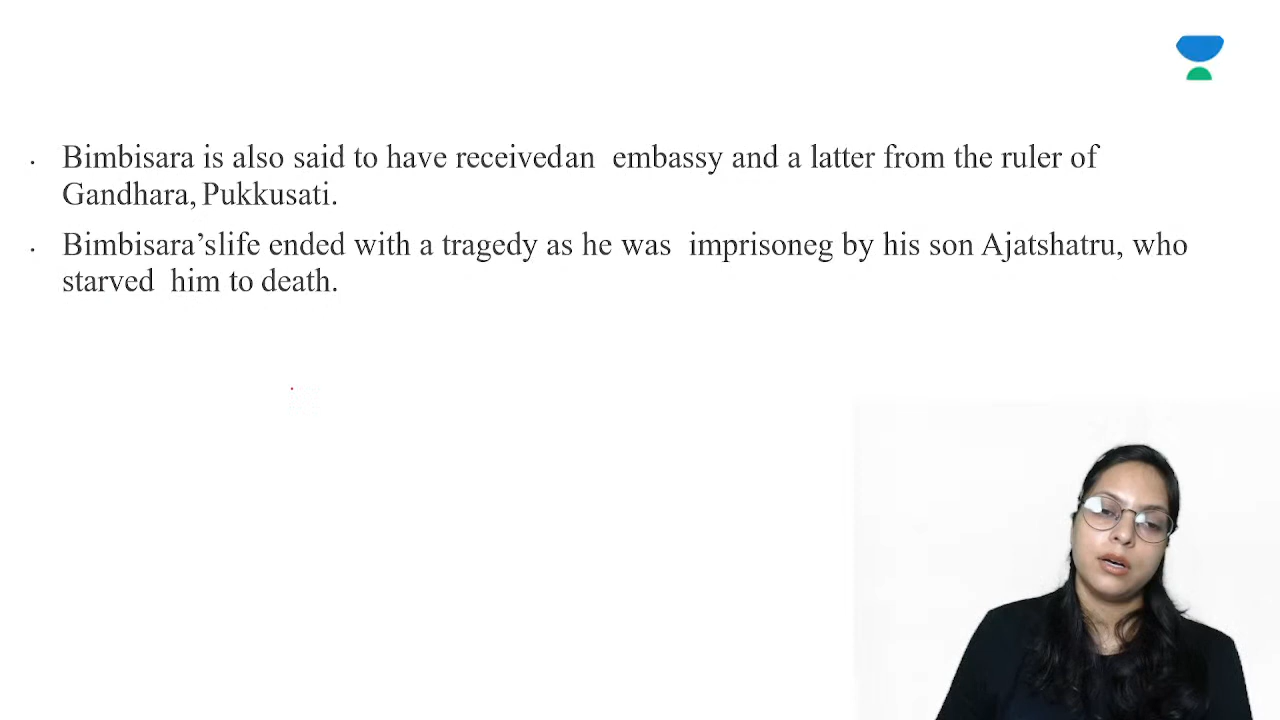 Bimbisara is also said to have receivedan embassy and a latter from the ruler of
Gandhara, Pukkusati.
Bimbisara’slife ended with a tragedy as he was imprisoneg by his son Ajatshatru, who
starved him to death.